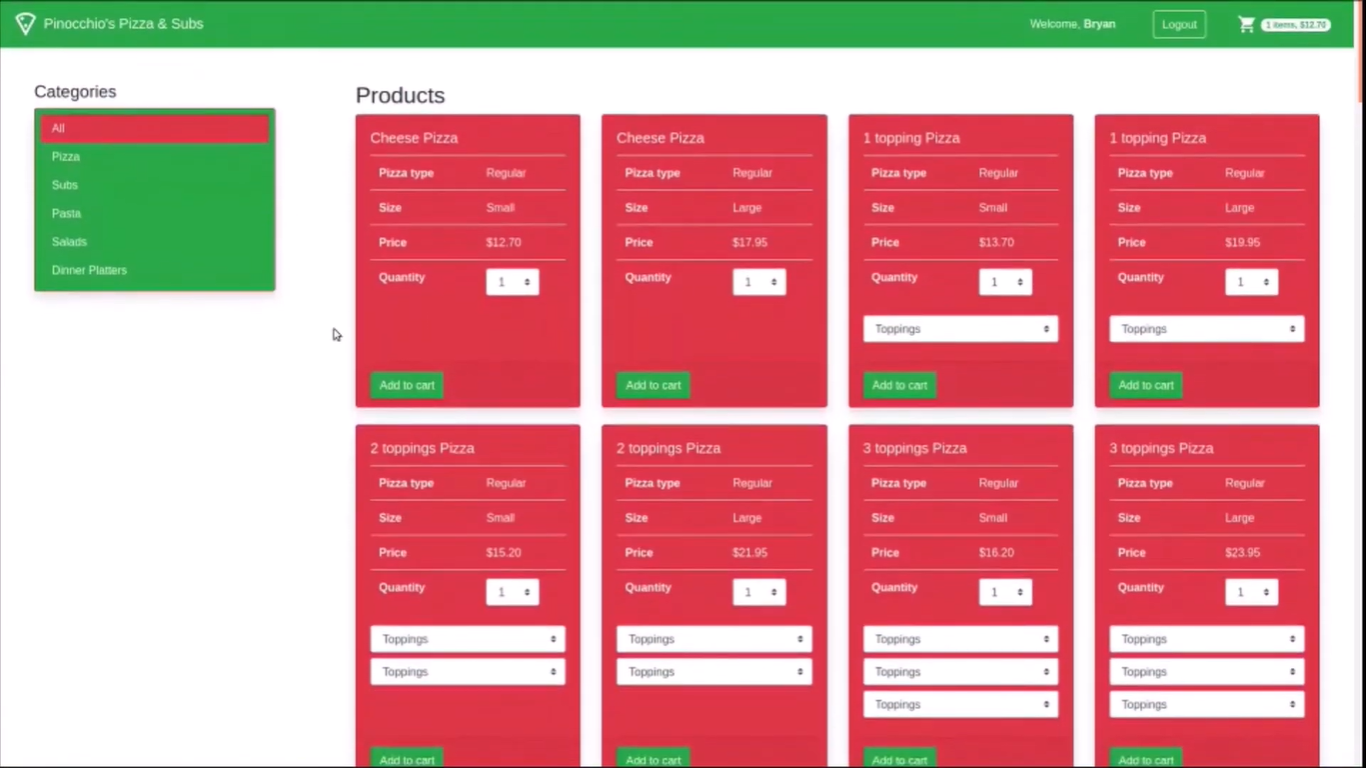 Pinocchio's Pizza & Subs Welcome, Bryan Logout 1 items, $12.70
Categories
All
Pizza
Subs
Pasta
Salads
Dinner Platters
Products
Cheese Pizza Cheese Pizza 1 topping Pizza 1 topping Pizza
Pizza type Regular Pizza type Regular Pizza type Regular Pizza type Regular
Size Small Size Large Size Small Size Large
Price $12.70 Price $17.95 Price $13.70 Price $19.95
Quantity 1 Quantity 1 Quantity 1 Quantity 1
Toppings Toppings
Add to cart Add to cart Add to cart Add to cart
2 toppings Pizza 2 toppings Pizza 3 toppings Pizza 3 toppings Pizza
Pizza type Regular Pizza type Regular Pizza type Regular Pizza type Regular
Size Small Size Large Size Small Size Large
Price $15.20 Price $21.95 Price $16.20 Price $23.95
Quantity 1 Quantity 1 Quantity 1 Quantity 1
Toppings Toppings Toppings Toppings
Toppings Toppings Toppings Toppings
Toppings Toppings
Add to cart Add to cart Add to cart Add to cart